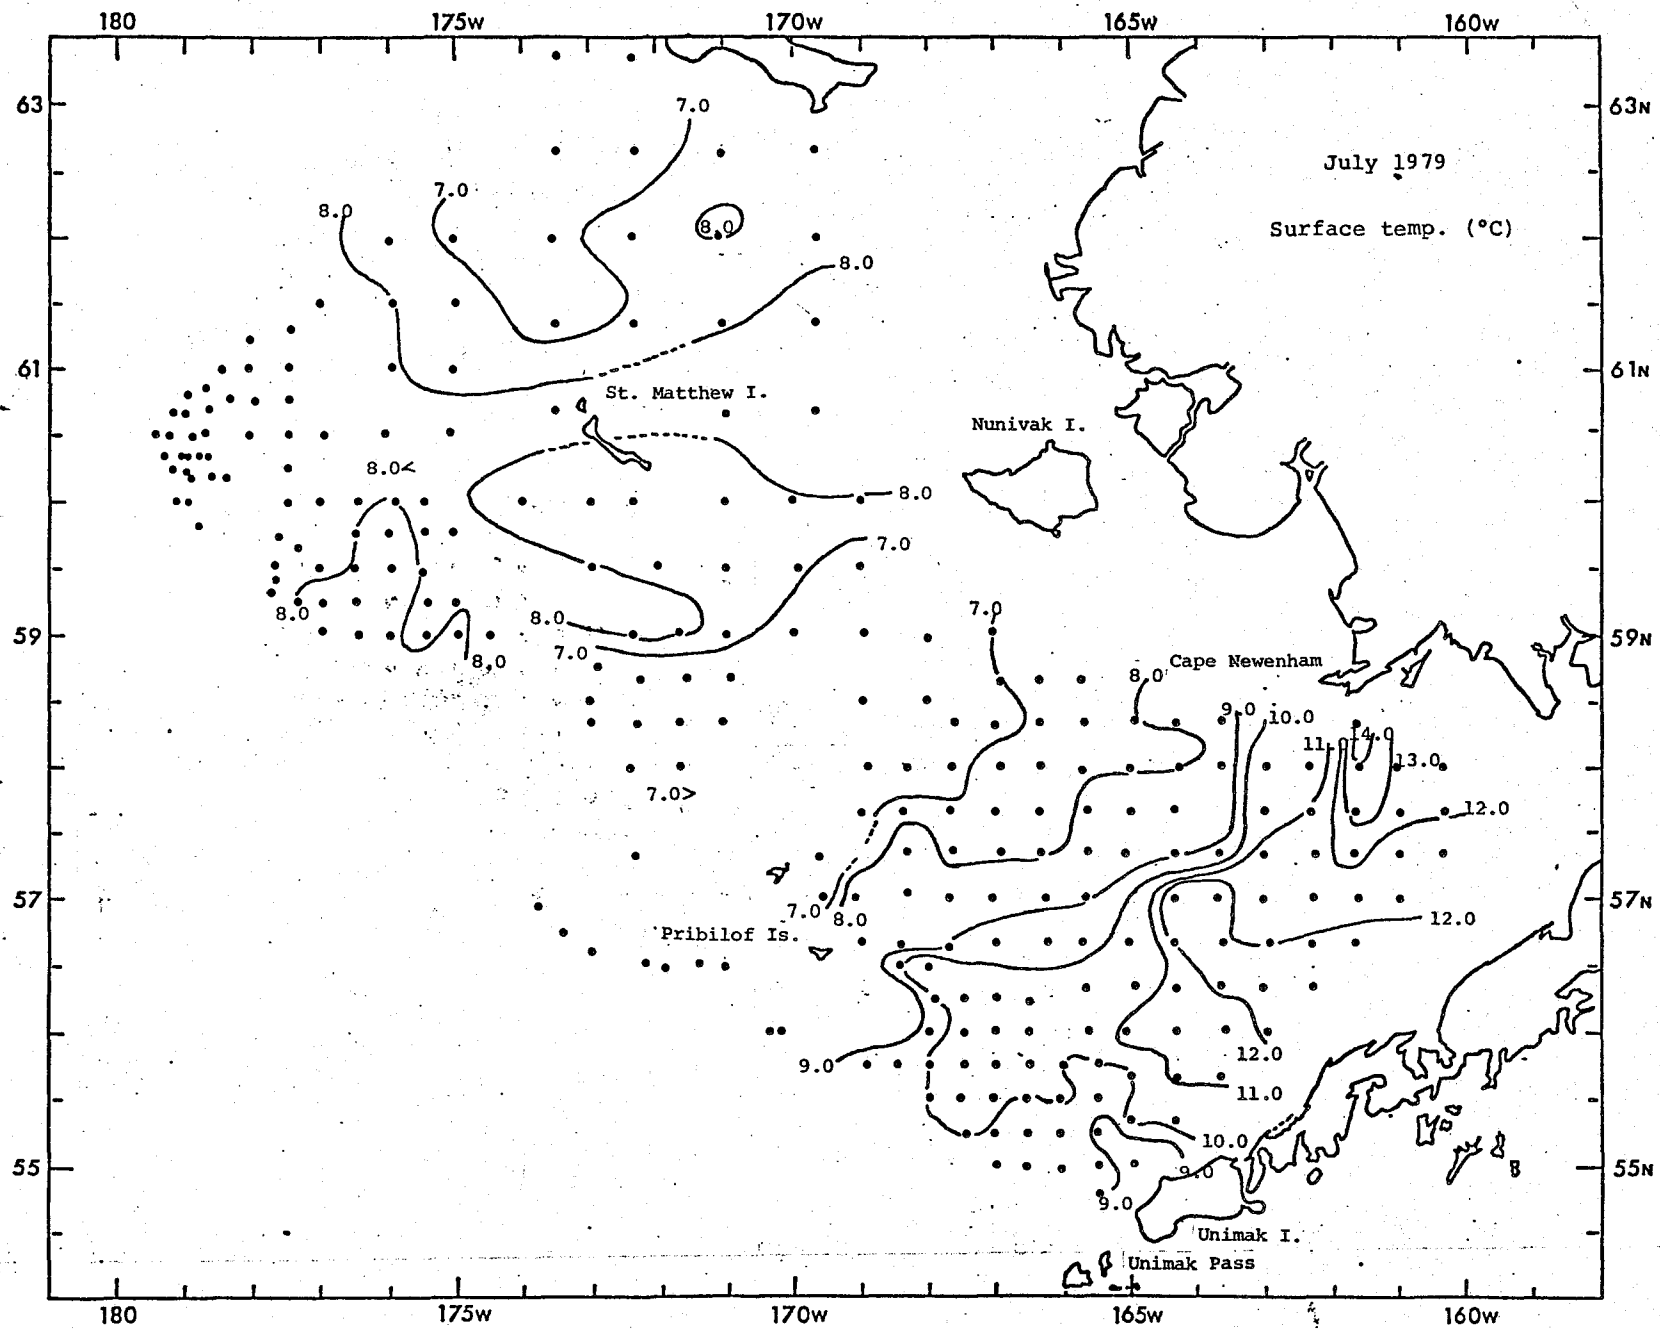 180 175W 170W 165W 160W
7.0
63 63N
July 1979
7.0
8.0
8.0
Surface temp. (°C)
8.0
61 61N
St. Matthew I.
Nunivak I.
8.0<
8.0
7.0
8.0
7.0
8.0
59 59N
7.0
8.0
Cape Newenham
8.0
9.0 10.0
14.0
11.0
13.0
7.0>
12.0
57 57N
7.0
8.0
12.0
Pribilof Is.
12.0
9.0
11.0
10.0
55 55N
9.0
9.0
Unimak I.
Unimak Pass
180 175W 170W 165W 160W